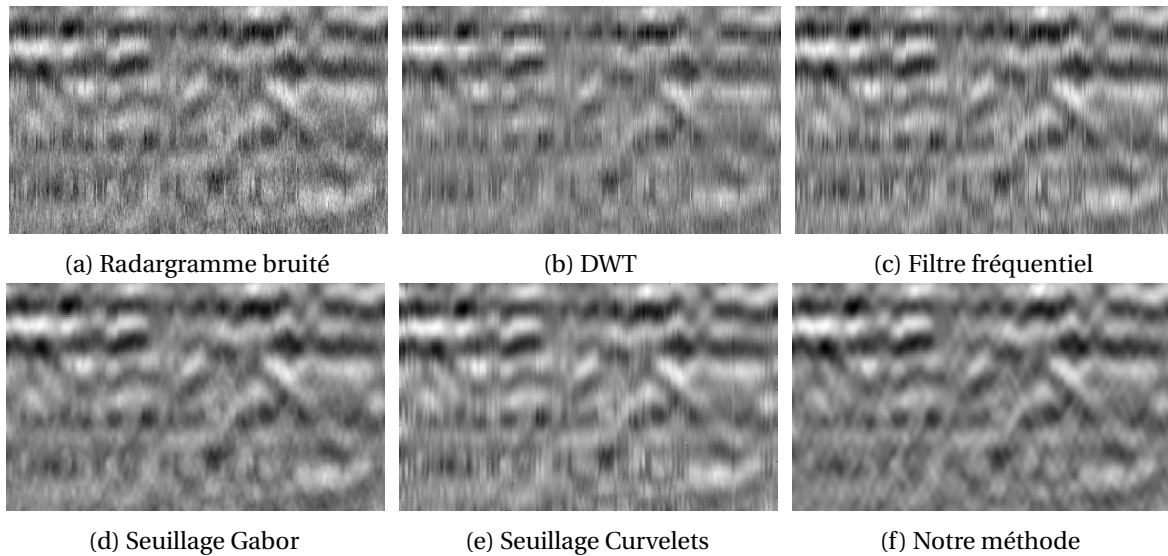 (a) Radargramme bruité
(b) DWT
(c) Filtre fréquentiel
(d) Seuillage Gabor
(e) Seuillage Curvelets
(f) Notre méthode